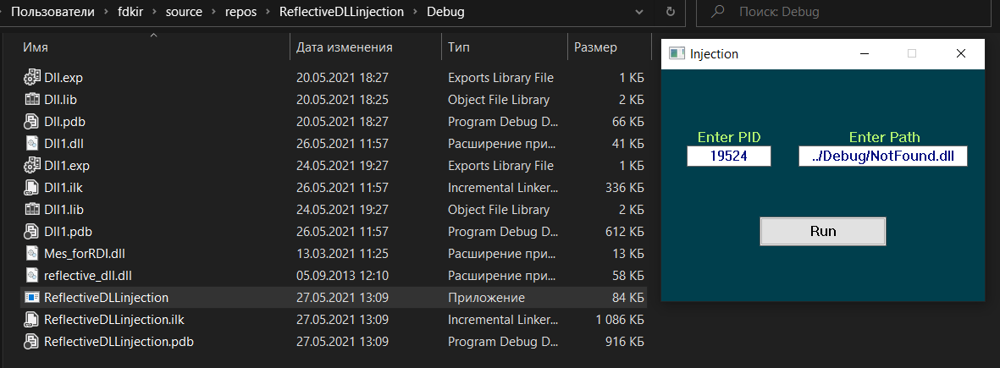 Пользователи > fdkir > source > repos > ReflectiveDLLinjection > Debug
Поиск: Debug
Имя Дата изменения Тип Размер
Dll.exp 20.05.2021 18:27 Exports Library File 1 КБ
Dll.lib 20.05.2021 18:25 Object File Library 2 КБ
Dll.pdb 20.05.2021 18:27 Program Debug D... 66 КБ
Dll1.dll 26.05.2021 11:57 Расширение при... 41 КБ
Dll1.exp 24.05.2021 19:27 Exports Library File 1 КБ
Dll1.ilk 26.05.2021 11:57 Incremental Linker... 336 КБ
Dll1.lib 24.05.2021 19:27 Object File Library 2 КБ
Dll1.pdb 26.05.2021 11:57 Program Debug D... 612 КБ
Mes_forRDI.dll 13.03.2021 11:25 Расширение при... 13 КБ
reflective_dll.dll 05.09.2013 12:10 Расширение при... 58 КБ
ReflectiveDLLinjection 27.05.2021 13:09 Приложение 84 КБ
ReflectiveDLLinjection.ilk 27.05.2021 13:09 Incremental Linker... 1 086 КБ
ReflectiveDLLinjection.pdb 27.05.2021 13:09 Program Debug D... 916 КБ
Injection
Enter PID Enter Path
19524 ../Debug/NotFound.dll
Run